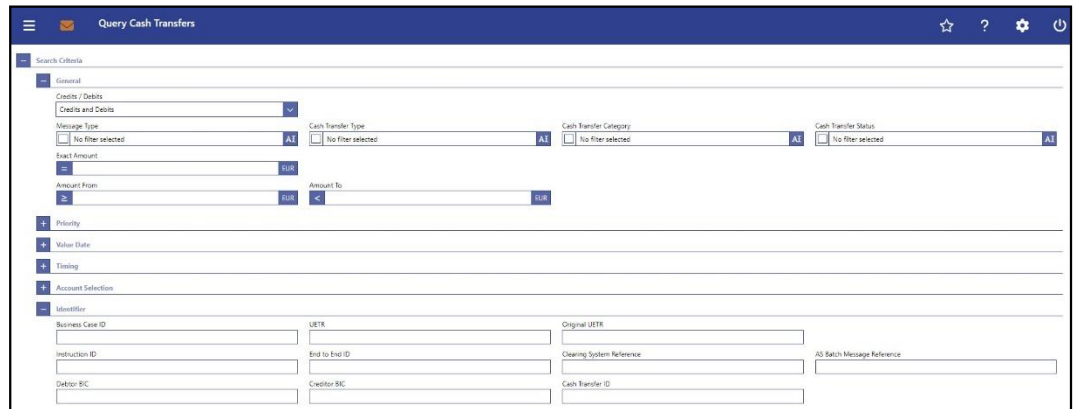 Query Cash Transfers
?
Search Criteria
General
Credits / Debits
Credits and Debits
Message Type Cash Transfer Type Cash Transfer Category Cash Transfer Status
No filter selected AI No filter selected AI No filter selected AI No filter selected AI
Exact Amount
= EUR
Amount From Amount To
≥ EUR < EUR
+ Priority
+ Value Date
+ Timing
+ Account Selection
Identifier
Business Case ID UETR Original UETR
Instruction ID End to End ID Clearing System Reference AS Batch Message Reference
Debtor BIC Creditor BIC Cash Transfer ID